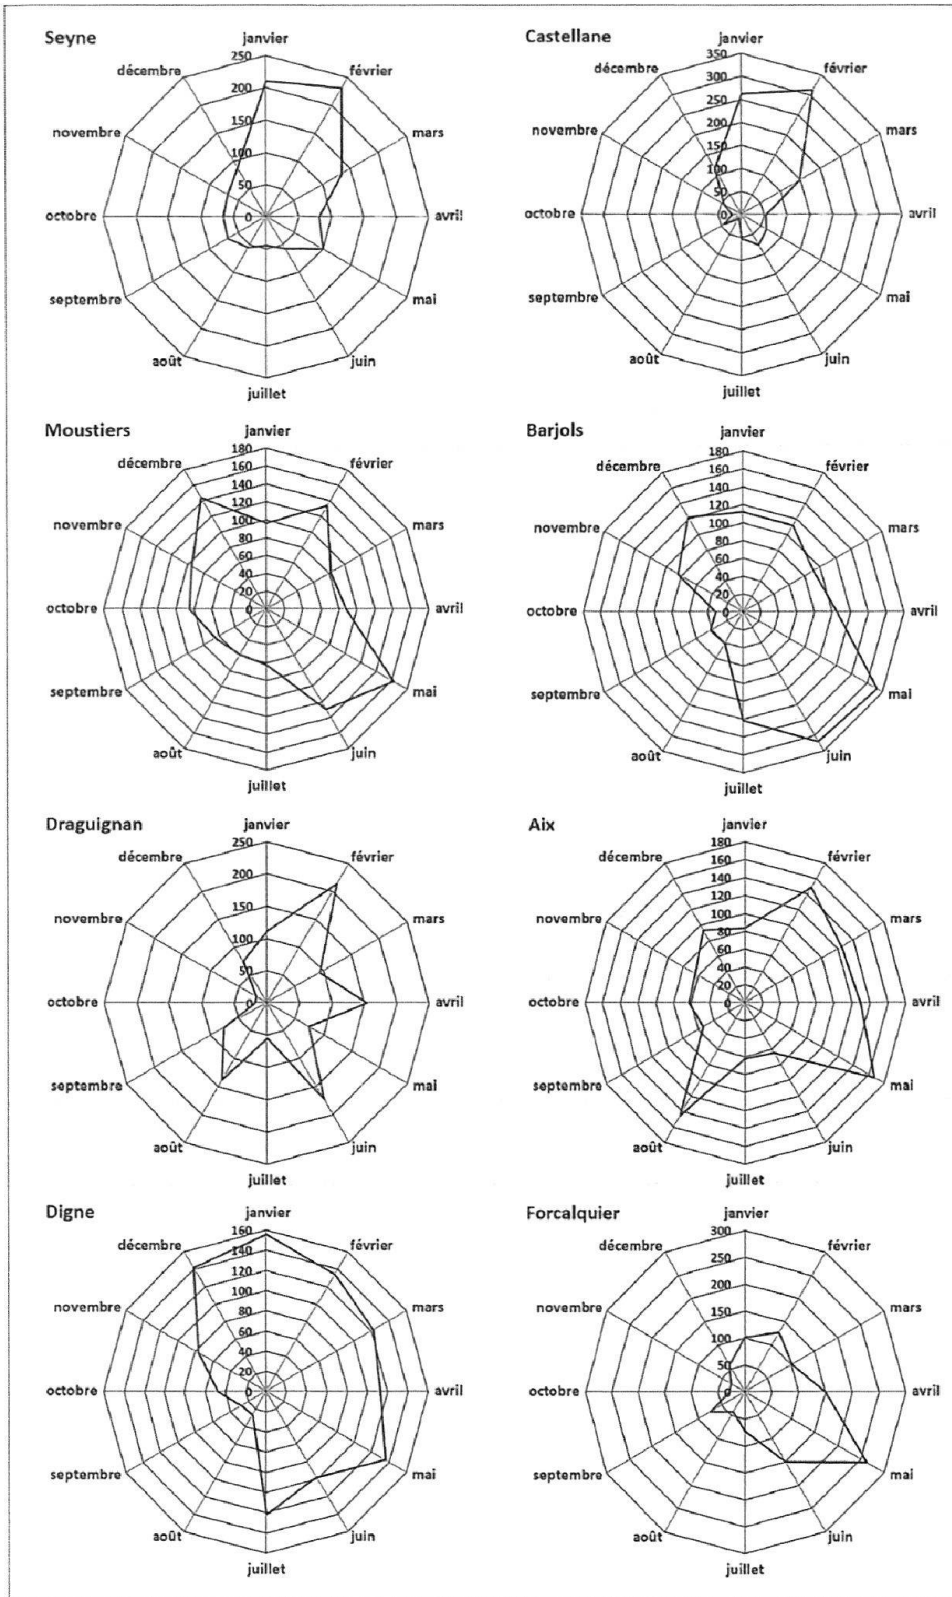 Seyne
janvier
février
mars
avril
mai
juin
juillet
août
septembre
octobre
novembre
décembre
250
200
150
100
50
0
Castellane
janvier
février
mars
avril
mai
juin
juillet
août
septembre
octobre
novembre
décembre
350
300
250
200
150
100
50
0
Moustiers
janvier
février
mars
avril
mai
juin
juillet
août
septembre
octobre
novembre
décembre
180
160
140
120
100
80
60
40
20
0
Barjols
janvier
février
mars
avril
mai
juin
juillet
août
septembre
octobre
novembre
décembre
180
160
140
120
100
80
60
40
20
0
Draguignan
janvier
février
mars
avril
mai
juin
juillet
août
septembre
octobre
novembre
décembre
250
200
150
100
50
0
Aix
janvier
février
mars
avril
mai
juin
juillet
août
septembre
octobre
novembre
décembre
180
160
140
120
100
80
60
40
20
0
Digne
janvier
février
mars
avril
mai
juin
juillet
août
septembre
octobre
novembre
décembre
160
140
120
100
80
60
40
20
0
Forcalquier
janvier
février
mars
avril
mai
juin
juillet
août
septembre
octobre
novembre
décembre
300
250
200
150
100
50
0